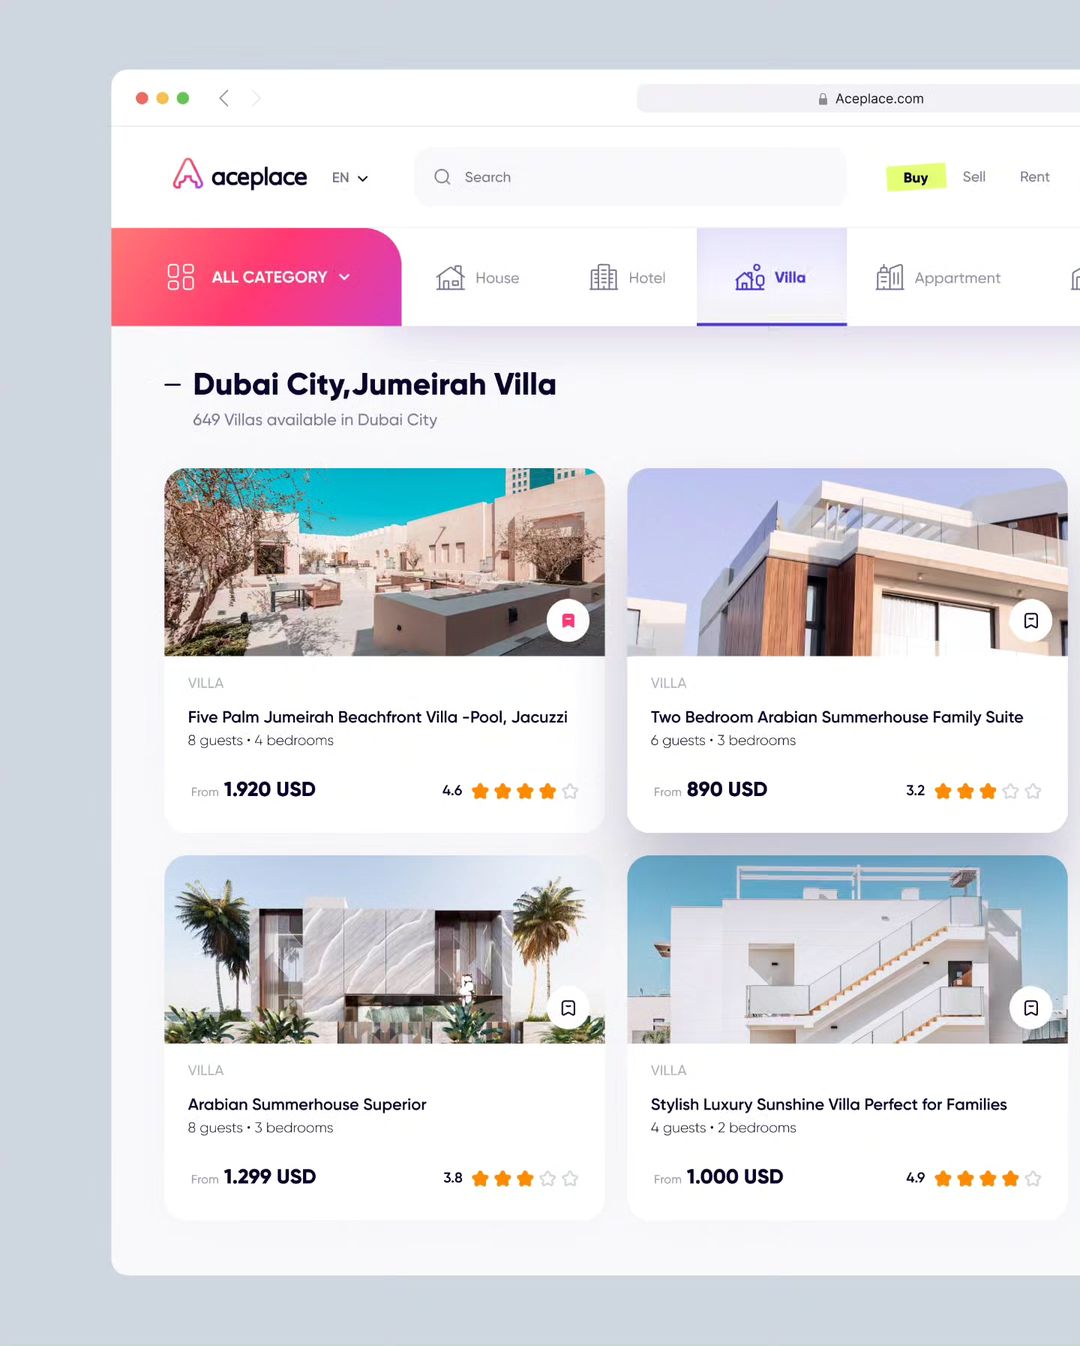 Aceplace.com
aceplace
EN
Search
Buy
Sell
Rent
ALL CATEGORY
House
Hotel
Villa
Appartment
Dubai City,Jumeirah Villa
649 Villas available in Dubai City
VILLA
Five Palm Jumeirah Beachfront Villa -Pool, Jacuzzi
8 guests • 4 bedrooms
From 1.920 USD
4.6
VILLA
Two Bedroom Arabian Summerhouse Family Suite
6 guests • 3 bedrooms
From 890 USD
3.2
VILLA
Arabian Summerhouse Superior
8 guests • 3 bedrooms
From 1.299 USD
3.8
VILLA
Stylish Luxury Sunshine Villa Perfect for Families
4 guests • 2 bedrooms
From 1.000 USD
4.9